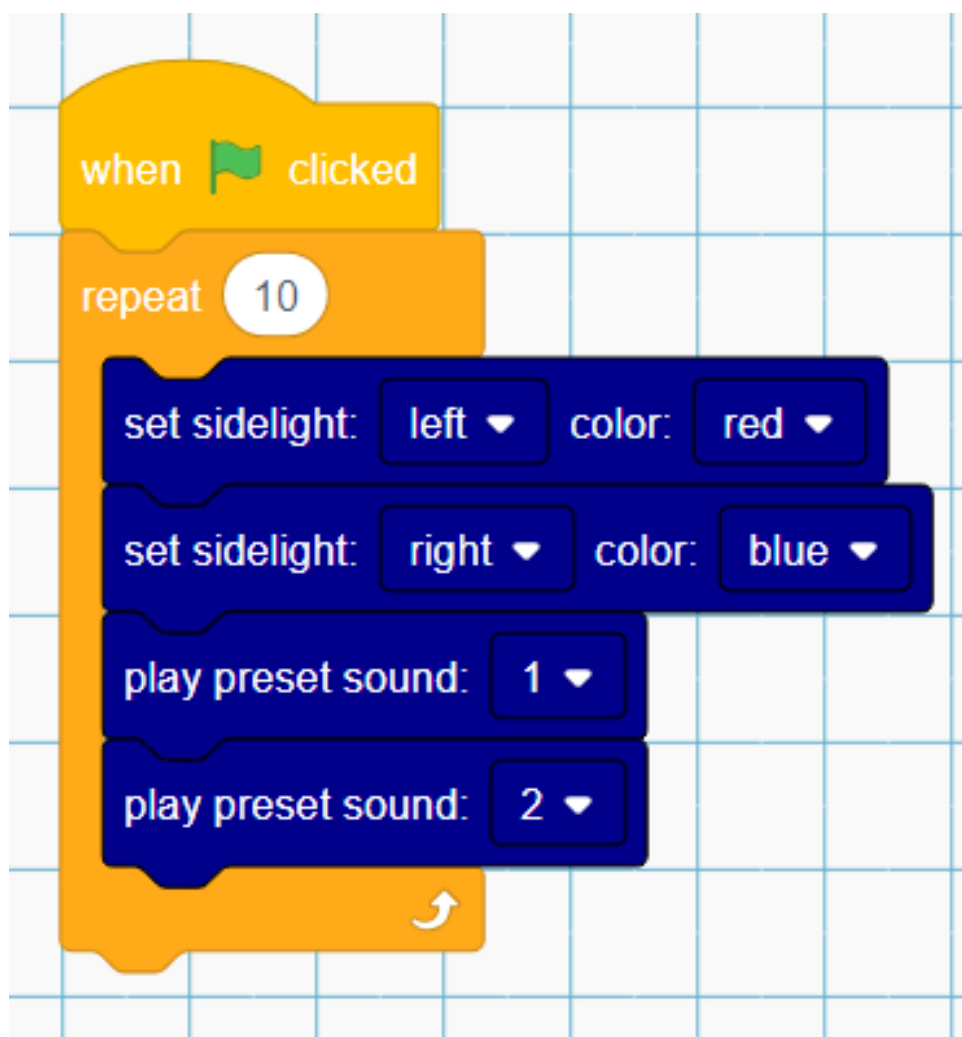 when clicked
repeat 10
set sidelight: left color: red
set sidelight: right color: blue
play preset sound: 1
play preset sound: 2